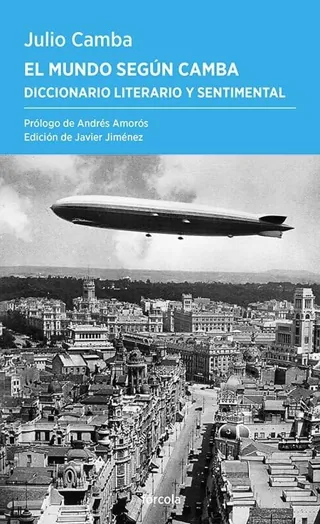 Julio Camba
EL MUNDO SEGÚN CAMBA
DICCIONARIO LITERARIO Y SENTIMENTAL
Prólogo de Andrés Amorós
Edición de Javier Jiménez
fórcola